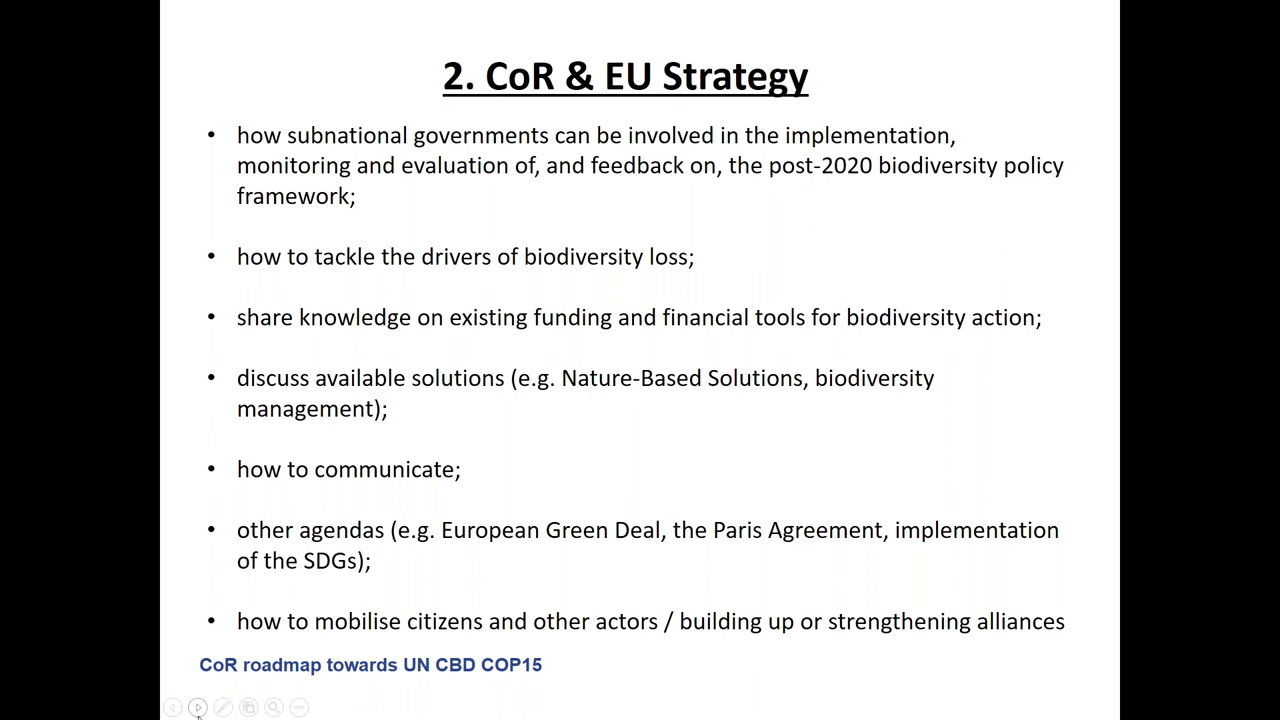 2. CoR & EU Strategy
• how subnational governments can be involved in the implementation,
monitoring and evaluation of, and feedback on, the post-2020 biodiversity policy
framework;
• how to tackle the drivers of biodiversity loss;
• share knowledge on existing funding and financial tools for biodiversity action;
• discuss available solutions (e.g. Nature-Based Solutions, biodiversity
management);
• how to communicate;
• other agendas (e.g. European Green Deal, the Paris Agreement, implementation
of the SDGs);
• how to mobilise citizens and other actors / building up or strengthening alliances
CoR roadmap towards UN CBD COP15